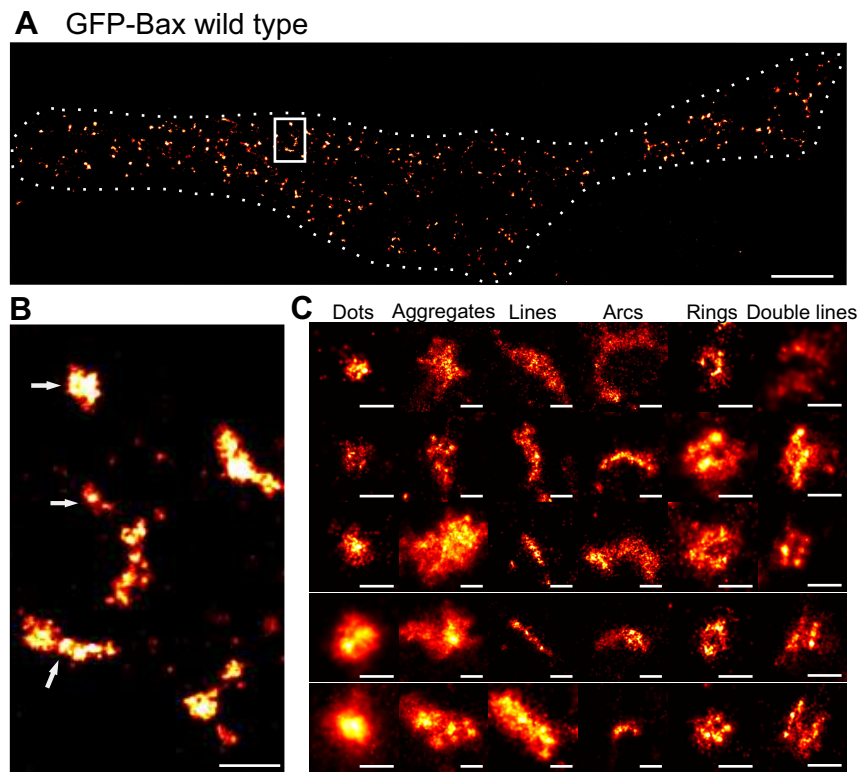 A GFP-Bax wild type
B
C
Dots Aggregates Lines Arcs Rings Double lines